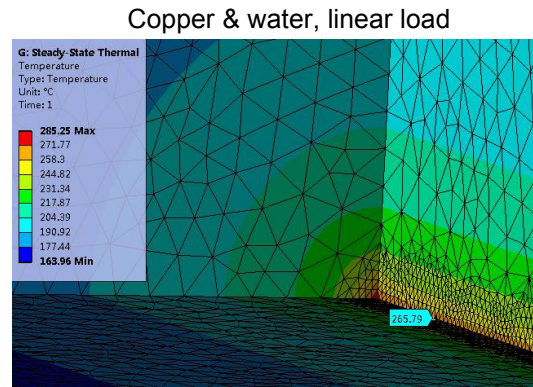 Copper & water, linear load
G: Steady-State Thermal
Temperature
Type: Temperature
Unit: °C
Time: 1
285.25 Max
271.77
258.3
244.82
231.34
217.87
204.39
190.92
177.44
163.96 Min
265.79